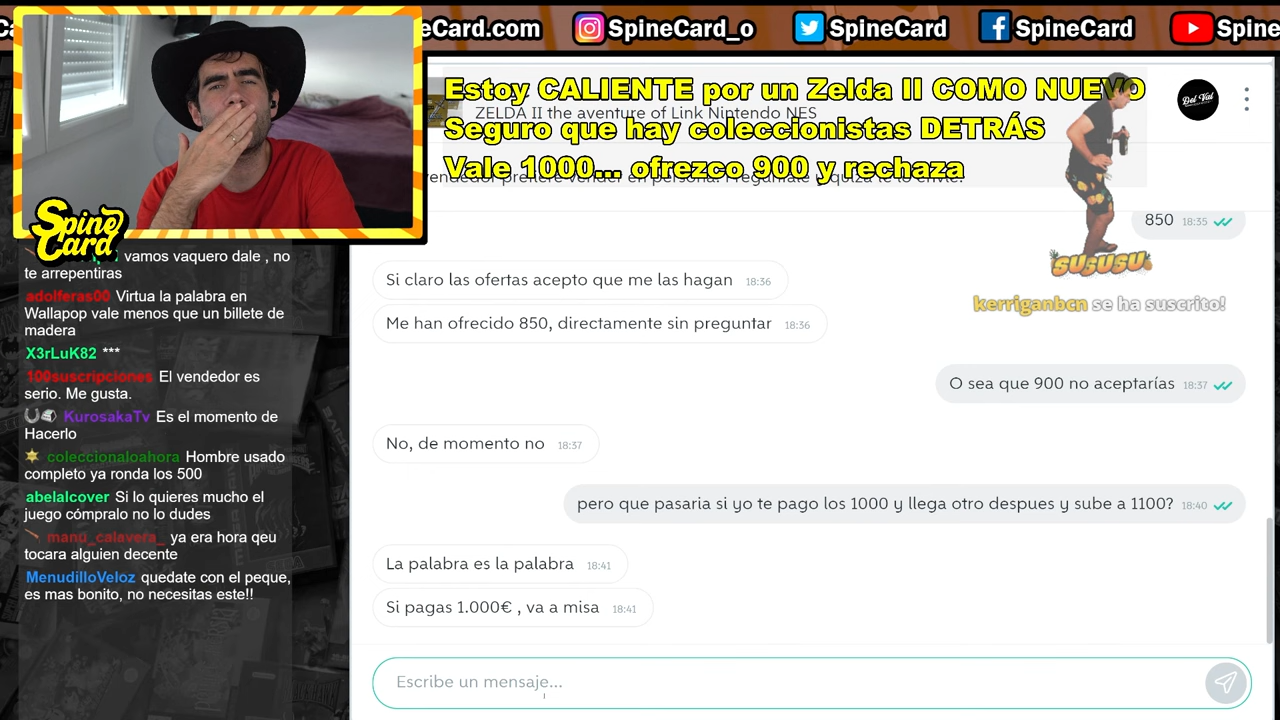 Card.com
SpineCard_o
SpineCard
SpineCard
Spine
Estoy CALIENTE por un Zelda II COMO NUEVO
ZELDA II the aventure of Link Nintendo NES
Del Val
Seguro que hay coleccionistas DETRÁS
Vale 1000... ofrezco 900 y rechaza
Spine
Card
SUSUSU
kerriganbcn se ha suscrito!
vamos vaquero dale , no
te arrepentiras
adolferas00 Virtua la palabra en
Wallapop vale menos que un billete de
madera
X3rLuK82 ***
100suscripciones El vendedor es
serio. Me gusta.
KurosakaTv Es el momento de
Hacerlo
coleccionaloahora Hombre usado
completo ya ronda los 500
abelalcover Si lo quieres mucho el
juego cómpralo no lo dudes
manu_calavera_ ya era hora qeu
tocara alguien decente
MenudilloVeloz quedate con el peque,
es mas bonito, no necesitas este!!
850 18:35
Si claro las ofertas acepto que me las hagan 18:36
Me han ofrecido 850, directamente sin preguntar 18:36
O sea que 900 no aceptarías 18:37
No, de momento no 18:37
pero que pasaria si yo te pago los 1000 y llega otro despues y sube a 1100? 18:40
La palabra es la palabra 18:41
Si pagas 1.000€ , va a misa 18:41
Escribe un mensaje...